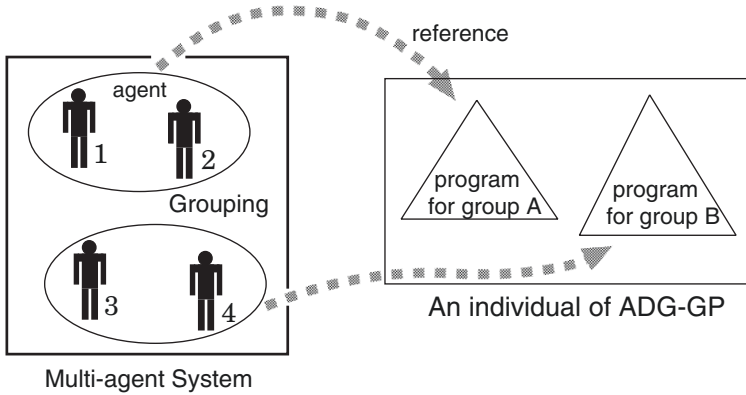 reference
agent
1
2
Grouping
3
4
program
for group A
program
for group B
An individual of ADG-GP
Multi-agent System